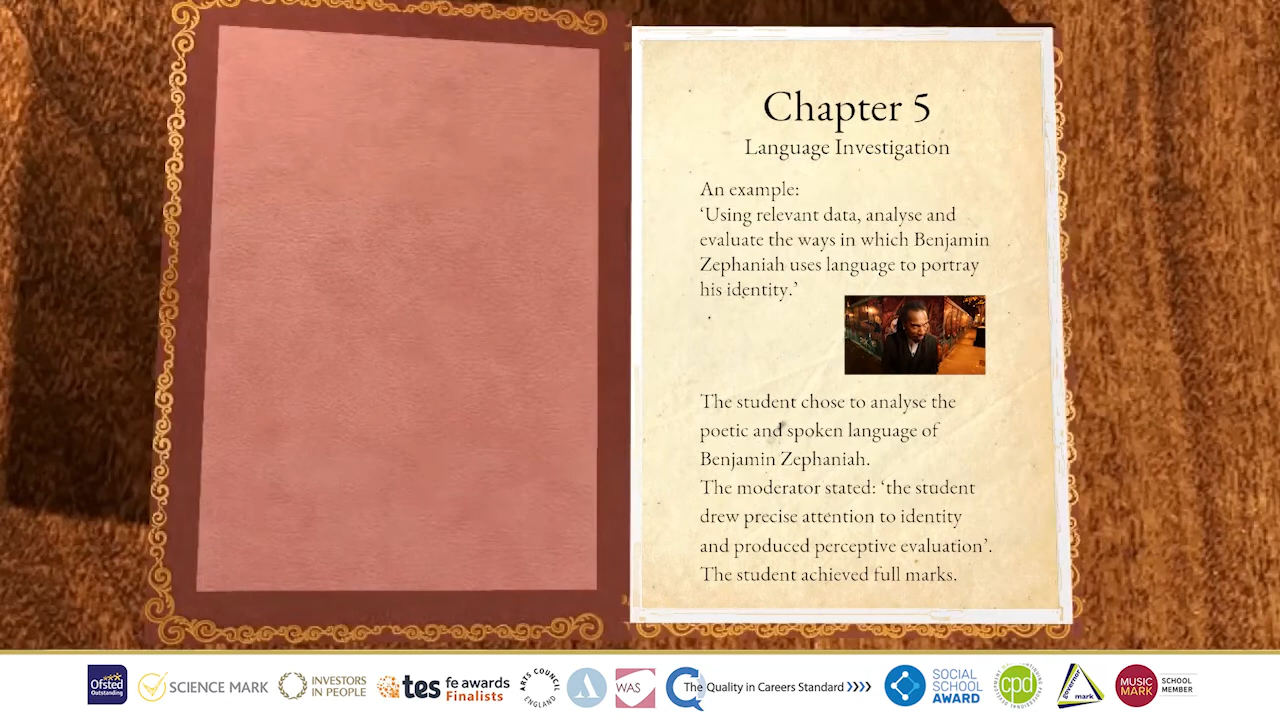 Chapter 5
Language Investigation
An example:
‘Using relevant data, analyse and
evaluate the ways in which Benjamin
Zephaniah uses language to portray
his identity.’
The student chose to analyse the
poetic and spoken language of
Benjamin Zephaniah.
The moderator stated: ‘the student
drew precise attention to identity
and produced perceptive evaluation’.
The student achieved full marks.
Ofsted
Outstanding
SCIENCE MARK
INVESTORS
IN PEOPLE
tes fe awards
Finalists
ARTS COUNCIL
ENGLAND
WAS
The Quality in Careers Standard
SOCIAL
SCHOOL
AWARD
cpd
governor
mark
MUSIC
MARK
SCHOOL
MEMBER